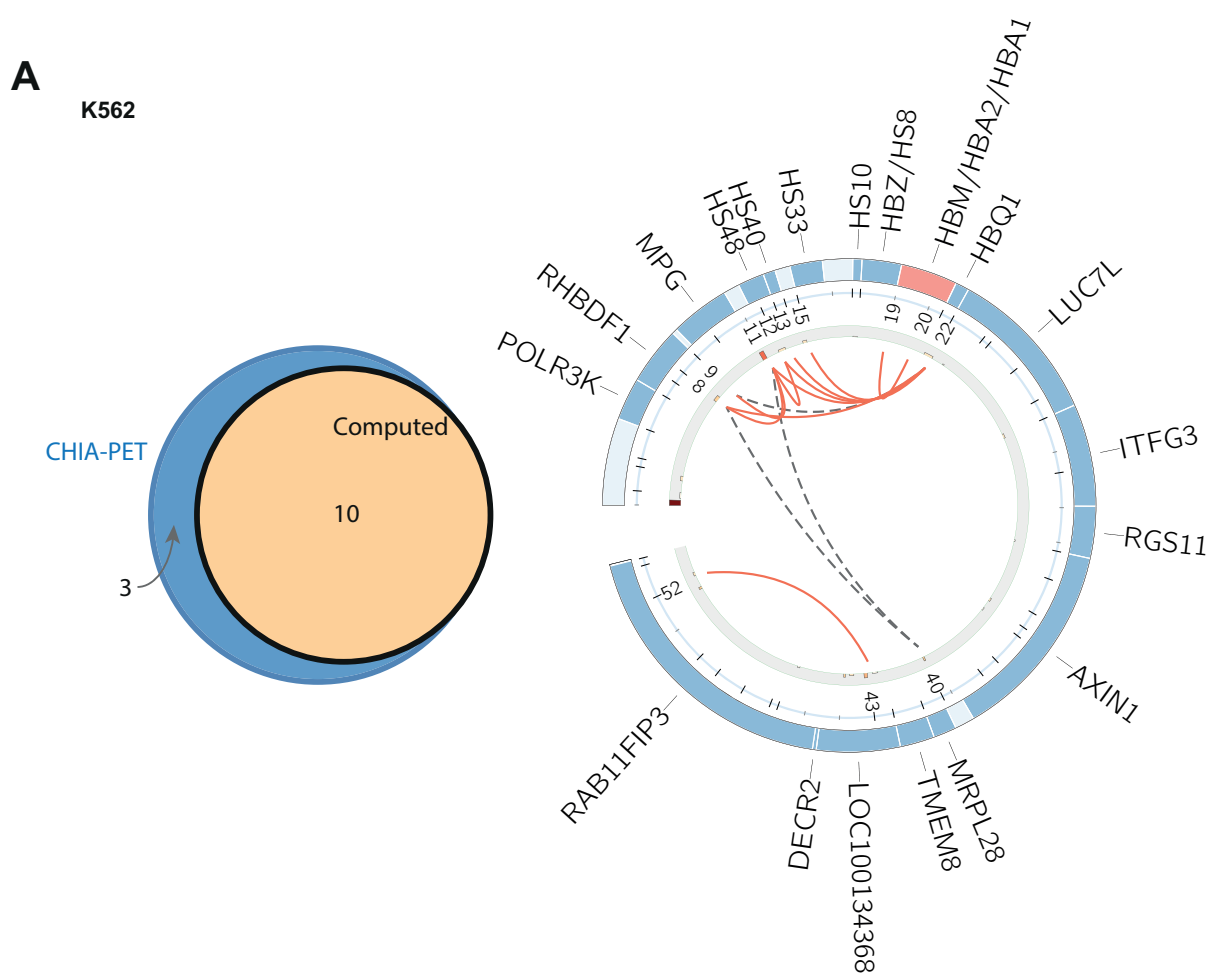 A
K562
CHIA-PET
Computed
10
3
POLR3K
RHBDF1
MPG
HS48
HS40
HS33
HS10
HBZ/HS8
HBM/HBA2/HBA1
HBQ1
LUC7L
ITFG3
RGS11
AXIN1
MRPL28
TMEM8
LOC100134368
DECR2
RAB11FIP3
8
9
11
12
13
15
19
20
22
40
43
52